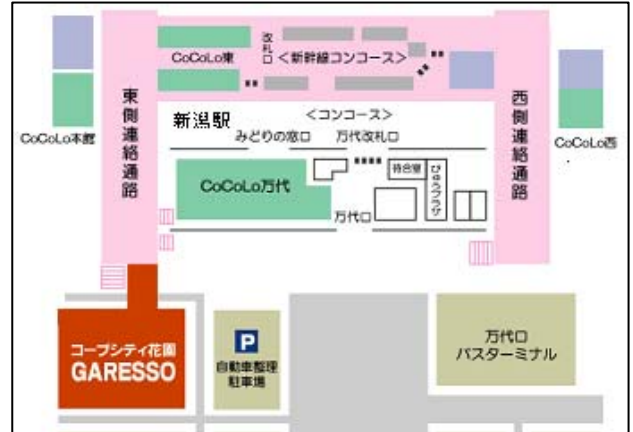 CoCoLo東
改札口
<新幹線コンコース>
CoCoLo本館
東側連絡通路
西側連絡通路
CoCoLo西
新潟駅
<コンコース>
みどりの窓口
万代改札口
CoCoLo万代
待合室
びゅうプラザ
万代口
コープシティ花園
GARESSO
P
自動車整理
駐車場
万代口
バスターミナル